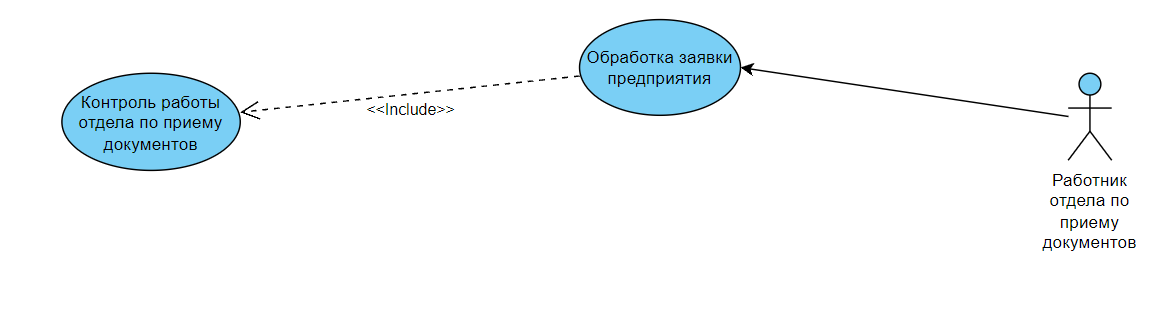 Контроль работы
отдела по приему
документов
<<Include>>
Обработка заявки
предприятия
Работник
отдела по
приему
документов